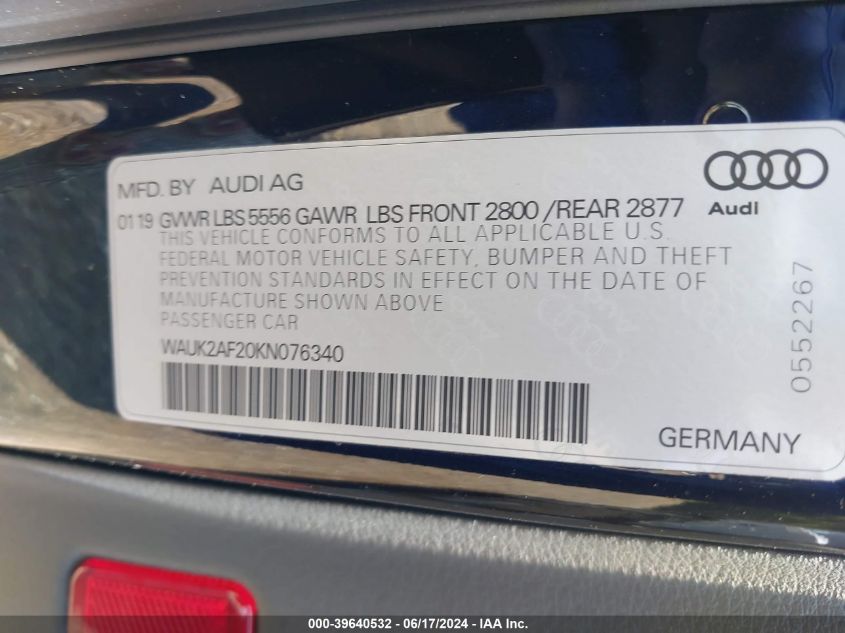 MFD. BY AUDI AG
Audi
01 19 GVWR LBS 5556 GAWR LBS FRONT 2800 /REAR 2877
THIS VEHICLE CONFORMS TO ALL APPLICABLE U.S.
FEDERAL MOTOR VEHICLE SAFETY, BUMPER AND THEFT
PREVENTION STANDARDS IN EFFECT ON THE DATE OF
MANUFACTURE SHOWN ABOVE
PASSENGER CAR
WAUK2AF20KN076340
0552267
GERMANY
000-39640532 - 06/17/2024 - IAA Inc.